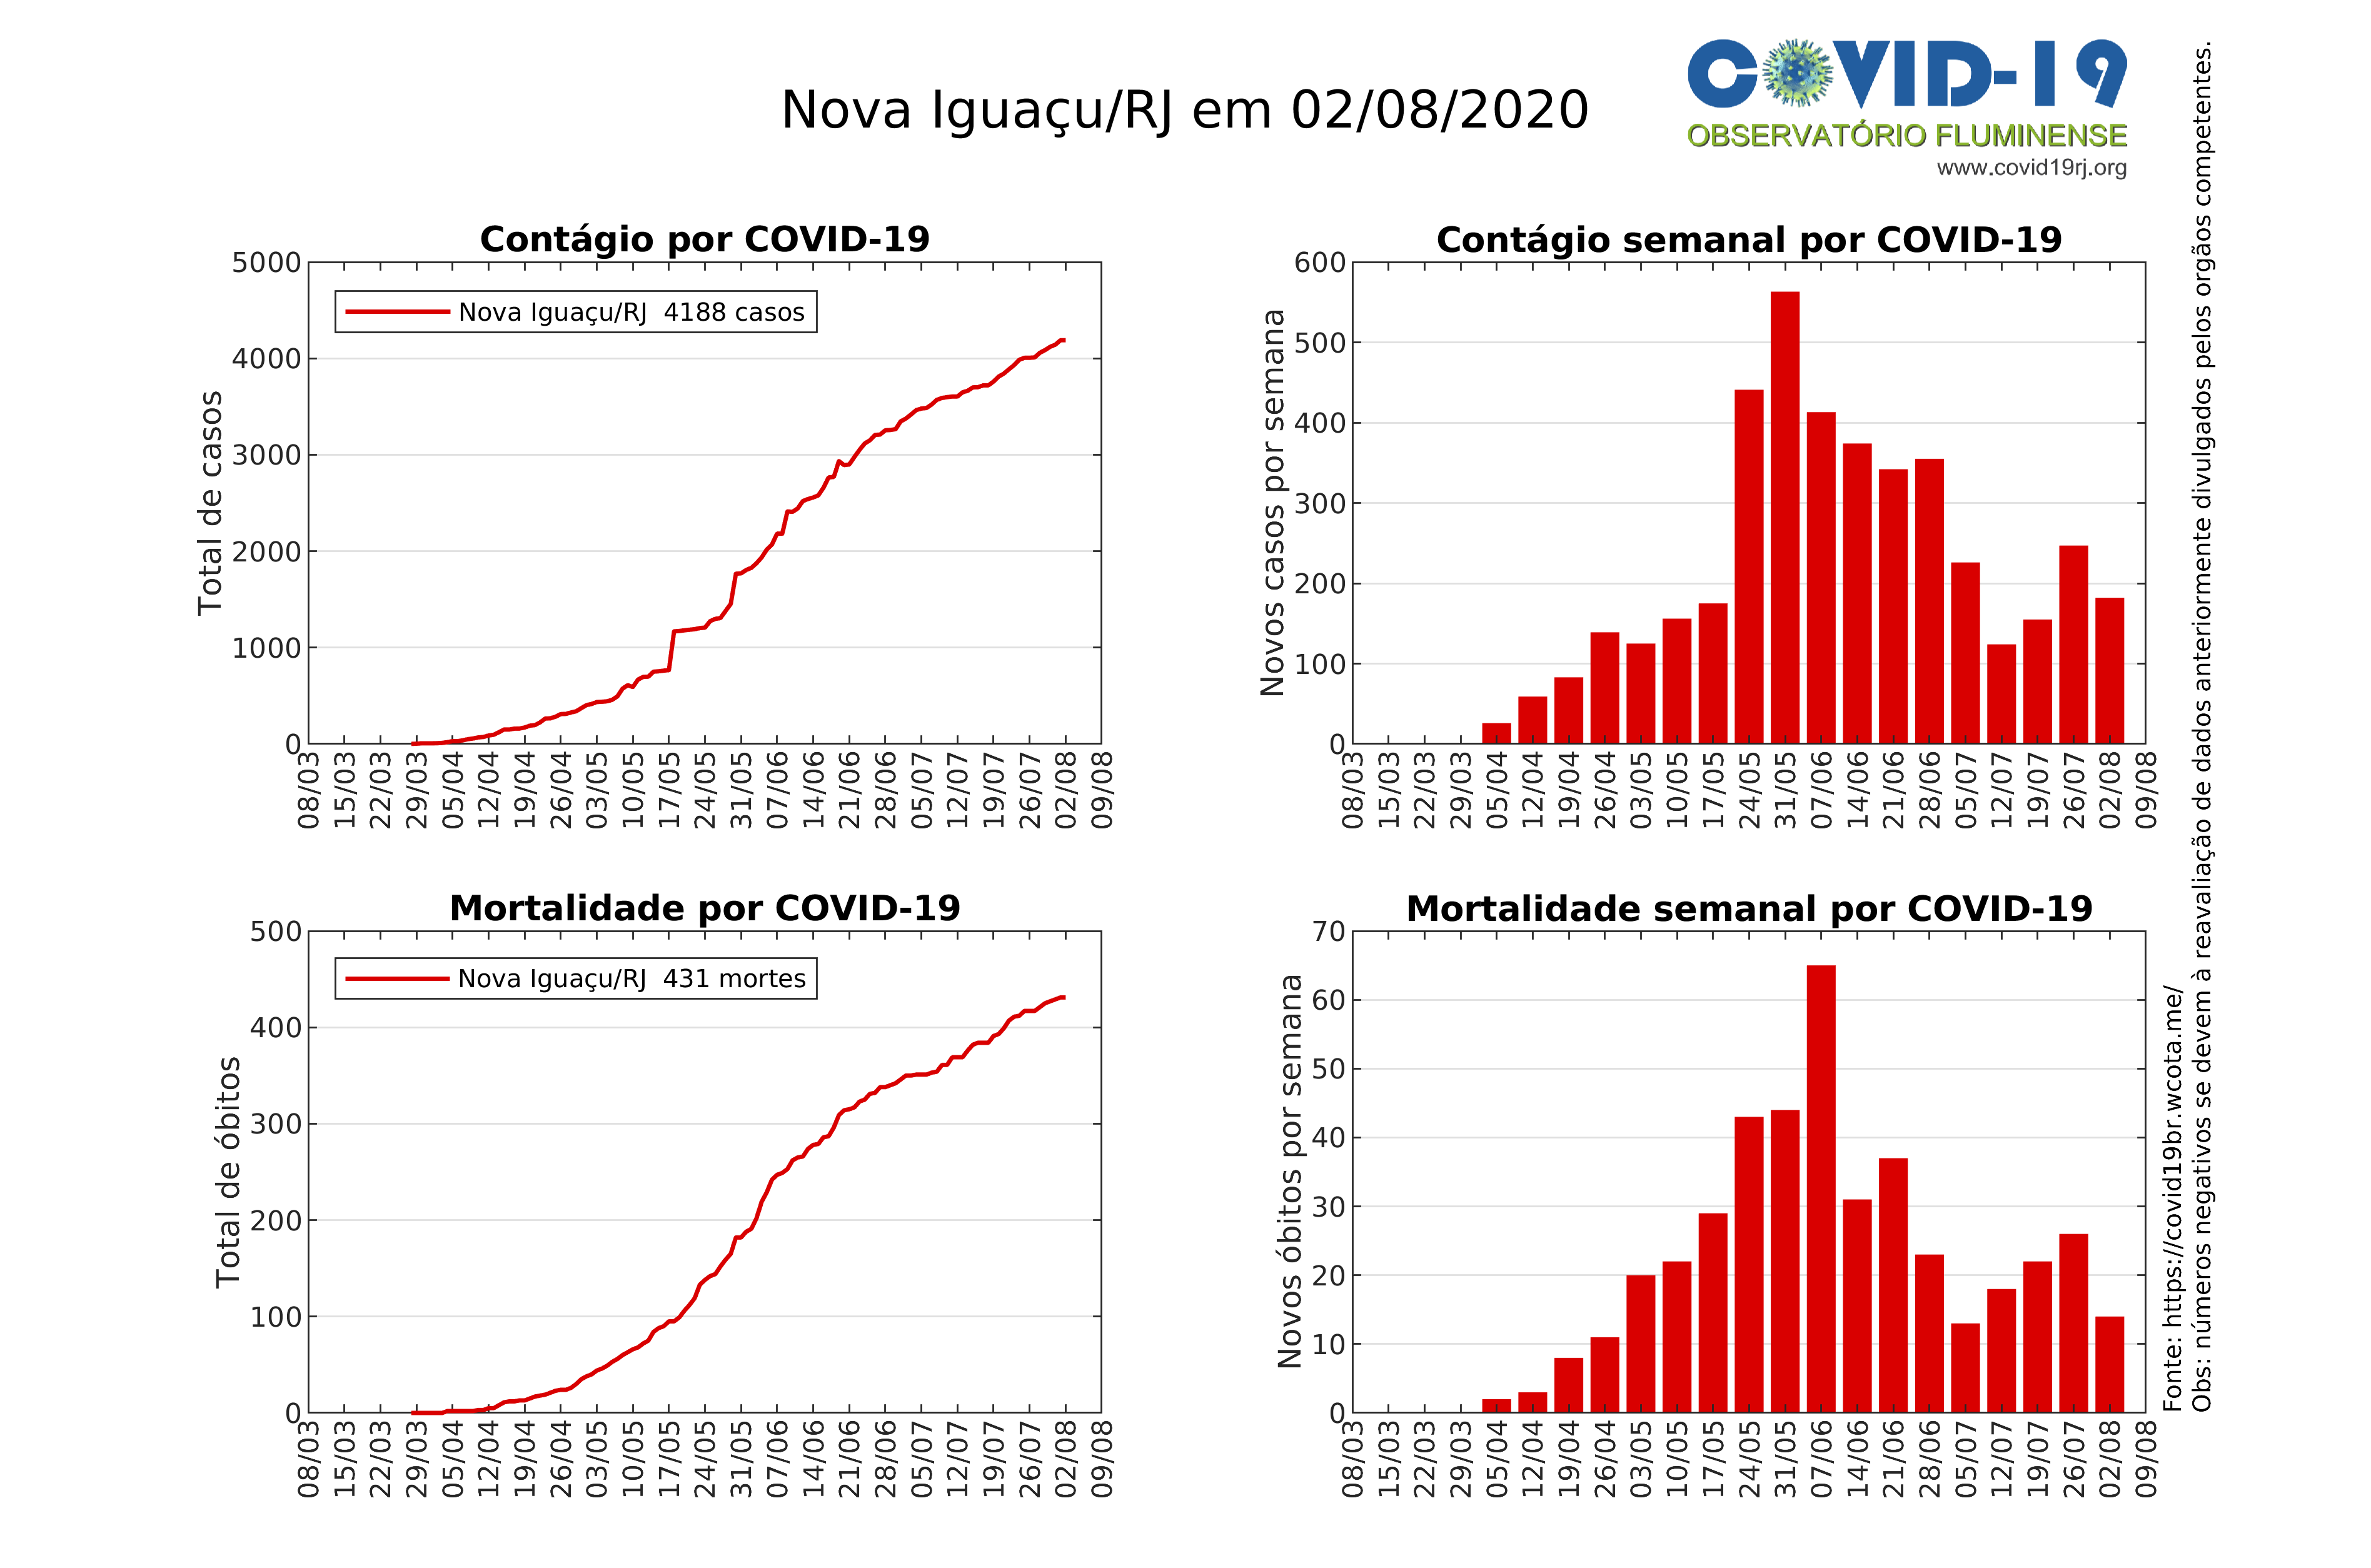 Nova Iguaçu/RJ em 02/08/2020
COVID-19
OBSERVATÓRIO FLUMINENSE
www.covid19rj.org
Contágio por COVID-19
Total de casos
5000
4000
3000
2000
1000
0
Nova Iguaçu/RJ 4188 casos
08/03 15/03 22/03 29/03 05/04 12/04 19/04 26/04 03/05 10/05 17/05 24/05 31/05 07/06 14/06 21/06 28/06 05/07 12/07 19/07 26/07 02/08 09/08
Contágio semanal por COVID-19
Novos casos por semana
600
500
400
300
200
100
0
08/03 15/03 22/03 29/03 05/04 12/04 19/04 26/04 03/05 10/05 17/05 24/05 31/05 07/06 14/06 21/06 28/06 05/07 12/07 19/07 26/07 02/08 09/08
Mortalidade por COVID-19
Total de óbitos
500
400
300
200
100
0
Nova Iguaçu/RJ 431 mortes
08/03 15/03 22/03 29/03 05/04 12/04 19/04 26/04 03/05 10/05 17/05 24/05 31/05 07/06 14/06 21/06 28/06 05/07 12/07 19/07 26/07 02/08 09/08
Mortalidade semanal por COVID-19
Novos óbitos por semana
70
60
50
40
30
20
10
0
08/03 15/03 22/03 29/03 05/04 12/04 19/04 26/04 03/05 10/05 17/05 24/05 31/05 07/06 14/06 21/06 28/06 05/07 12/07 19/07 26/07 02/08 09/08
Fonte: https://covid19br.wcota.me/
Obs: números negativos se devem à reavaliação de dados anteriormente divulgados pelos orgãos competentes.